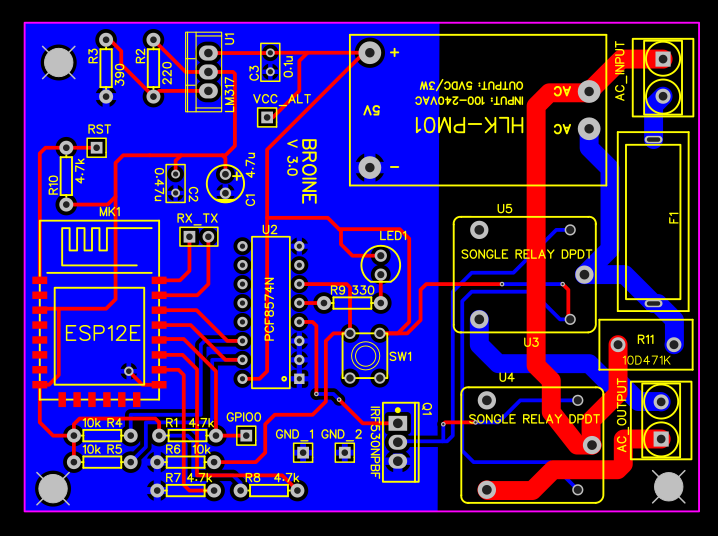 R3
390
R2
220
U1
LM317
C3
0.1u
VCC_ALT
+
-
5V
OUTPUT: 5VDC/3W
INPUT: 100-240VAC
HLK-PM01
AC
AC
AC_INPUT
RST
R10
4.7k
MK1
0.47u
C2
4.7u
+
C1
BROINE
V 3.0
RX_TX
U2
LED1
U5
F1
SONGLE RELAY DPDT
PCF8574N
R9 330
ESP12E
SW1
U3
R11
10D471K
U4
AC_OUTPUT
IRF530NPBF
Q1
SONGLE RELAY DPDT
10k R4
R1 4.7k
GPIO0
GND_1
GND_2
10k R5
R6 10k
R7 4.7k
R8 4.7k